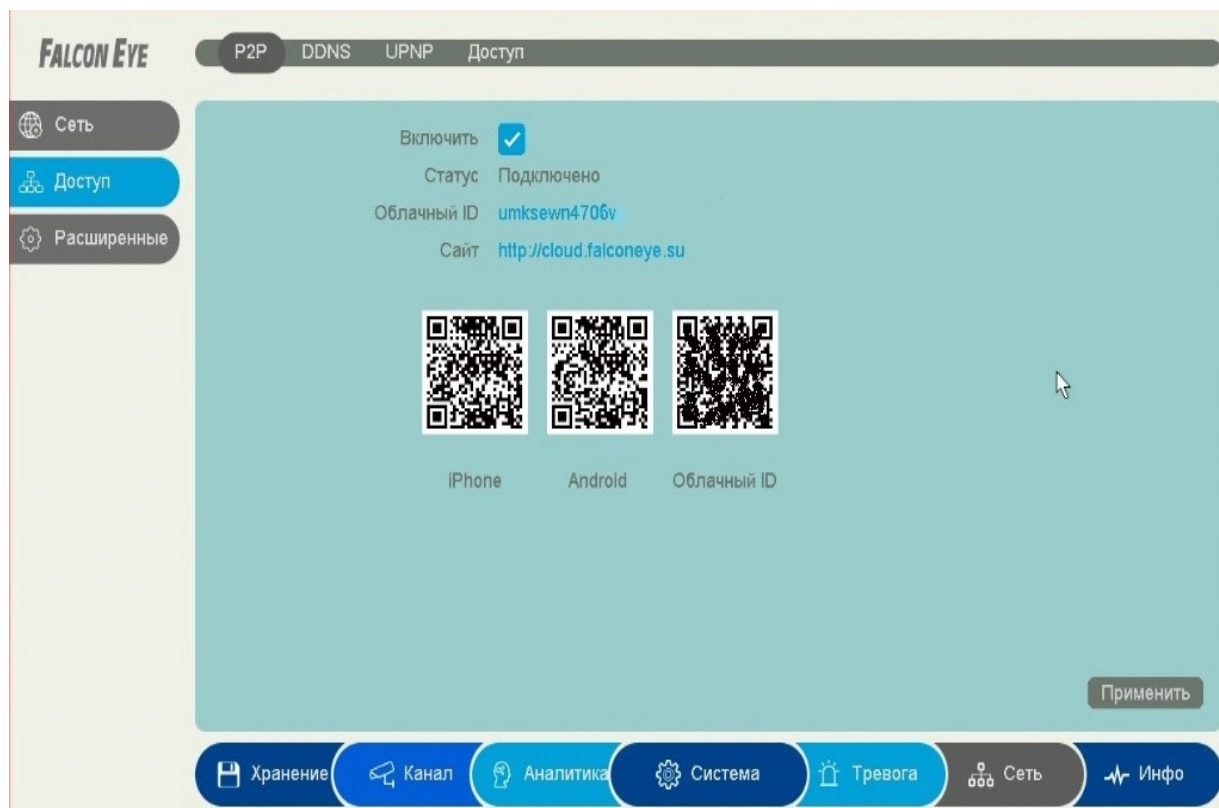 FALCON EYE
P2P DDNS UPNP Доступ
Сеть
Доступ
Расширенные
Включить
Статус Подключено
Облачный ID umksewn4706v
Сайт http://cloud.falconeye.su
iPhone Android Облачный ID
Применить
Хранение Канал Аналитика Система Тревога Сеть Инфо